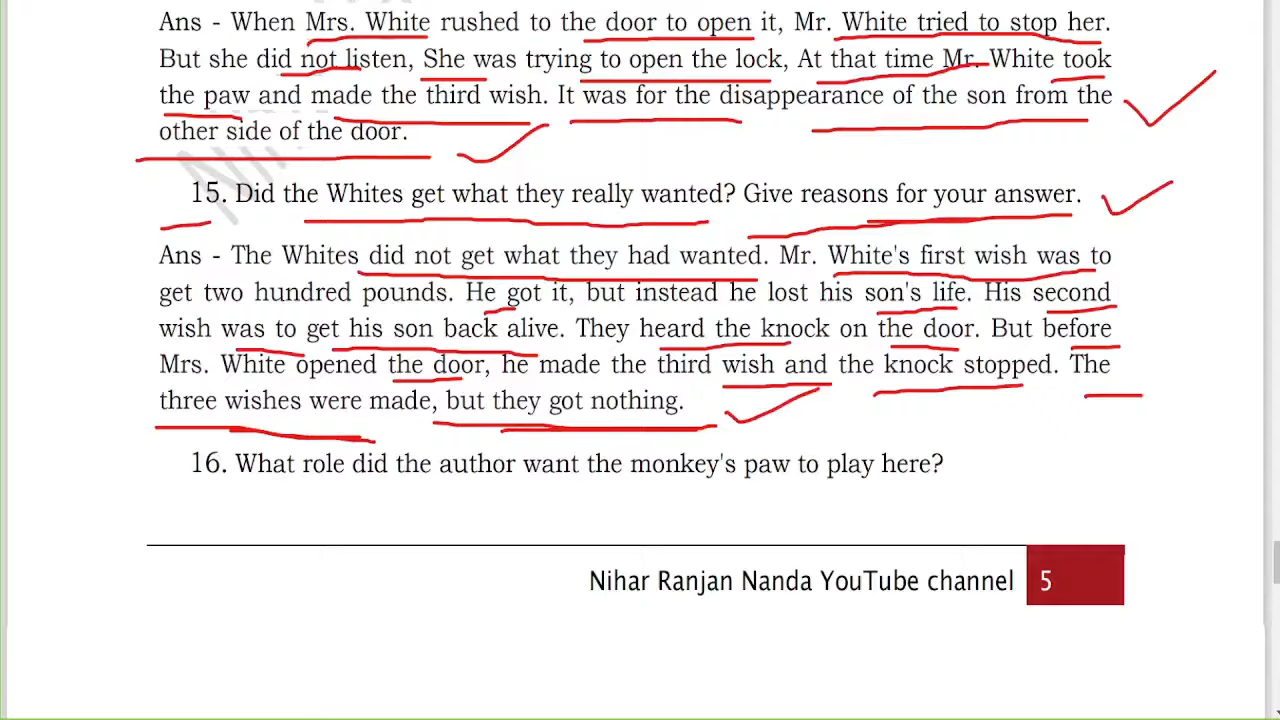 Ans - When Mrs. White rushed to the door to open it, Mr. White tried to stop her.
But she did not listen, She was trying to open the lock, At that time Mr. White took
the paw and made the third wish. It was for the disappearance of the son from the
other side of the door.
15. Did the Whites get what they really wanted? Give reasons for your answer.
Ans - The Whites did not get what they had wanted. Mr. White's first wish was to
get two hundred pounds. He got it, but instead he lost his son's life. His second
wish was to get his son back alive. They heard the knock on the door. But before
Mrs. White opened the door, he made the third wish and the knock stopped. The
three wishes were made, but they got nothing.
16. What role did the author want the monkey's paw to play here?
Nihar Ranjan Nanda YouTube channel 5